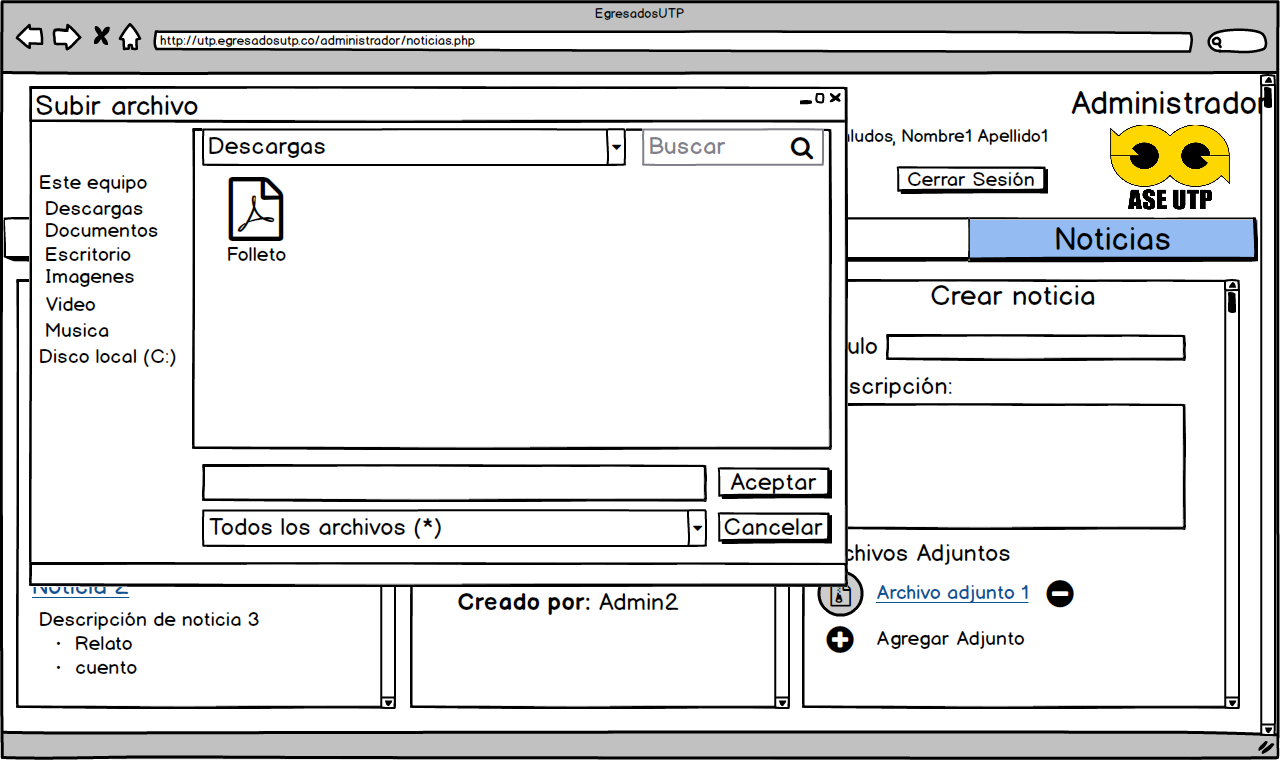 EgresadosUTP
http://utp.egresadosutp.co/administrador/noticias.php
Subir archivo
Administrador
ludos, Nombre1 Apellido1
Cerrar Sesión
ASE UTP
Noticias
Descargas
Buscar
Este equipo
Descargas
Documentos
Escritorio
Imagenes
Video
Musica
Disco local (C:)
Folleto
Todos los archivos (*)
Aceptar
Cancelar
Noticia 2
Descripción de noticia 3
· Relato
· cuento
Creado por: Admin2
Crear noticia
ulo
scripción:
chivos Adjuntos
Archivo adjunto 1
Agregar Adjunto